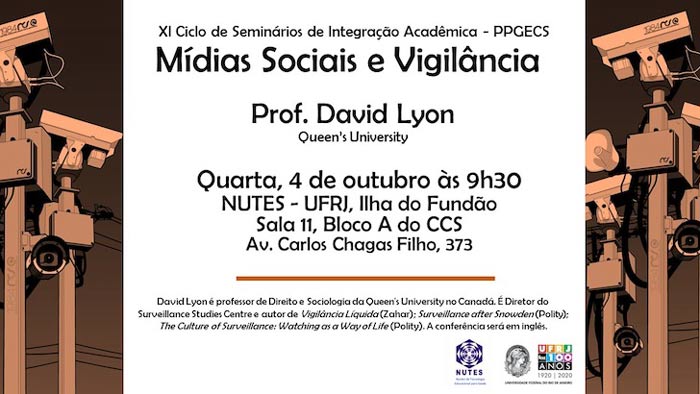 XI Ciclo de Seminários de Integração Acadêmica - PPGECS
Mídias Sociais e Vigilância
Prof. David Lyon
Queen's University
Quarta, 4 de outubro às 9h30
NUTES - UFRJ, Ilha do Fundão
Sala 11, Bloco A do CCS
Av. Carlos Chagas Filho, 373
David Lyon é professor de Direito e Sociologia da Queen's University no Canadá. É Diretor do
Surveillance Studies Centre e autor de Vigilância Líquida (Zahar); Surveillance after Snowden (Polity);
The Culture of Surveillance: Watching as a Way of Life (Polity). A conferência será em inglês.
NUTES
UFRJ
100
ANOS
1920 | 2020
UNIVERSIDADE FEDERAL DO RIO DE JANEIRO